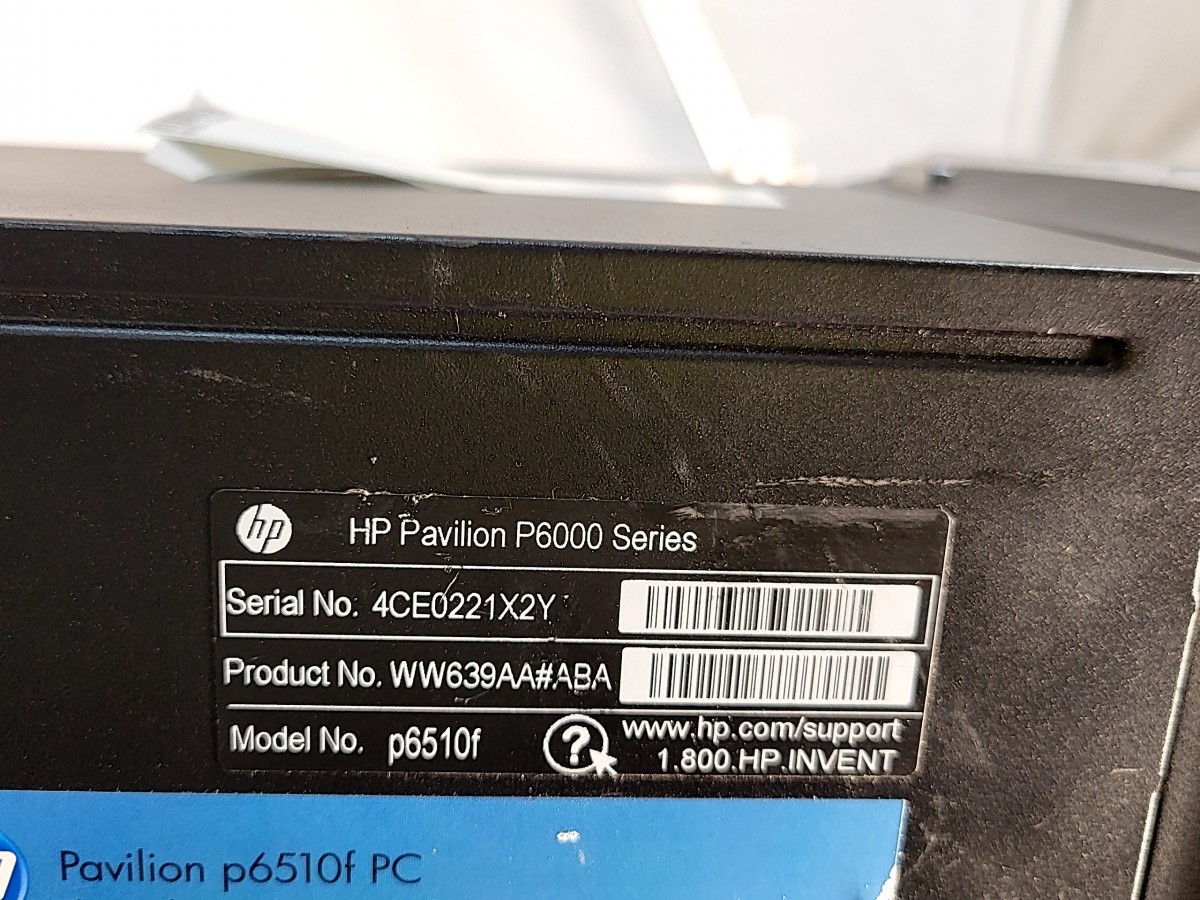 hp HP Pavilion P6000 Series
Serial No. 4CE0221X2Y
Product No. WW639AA#ABA
Model No. p6510f
www.hp.com/support
1.800.HP.INVENT
Pavilion p6510f PC